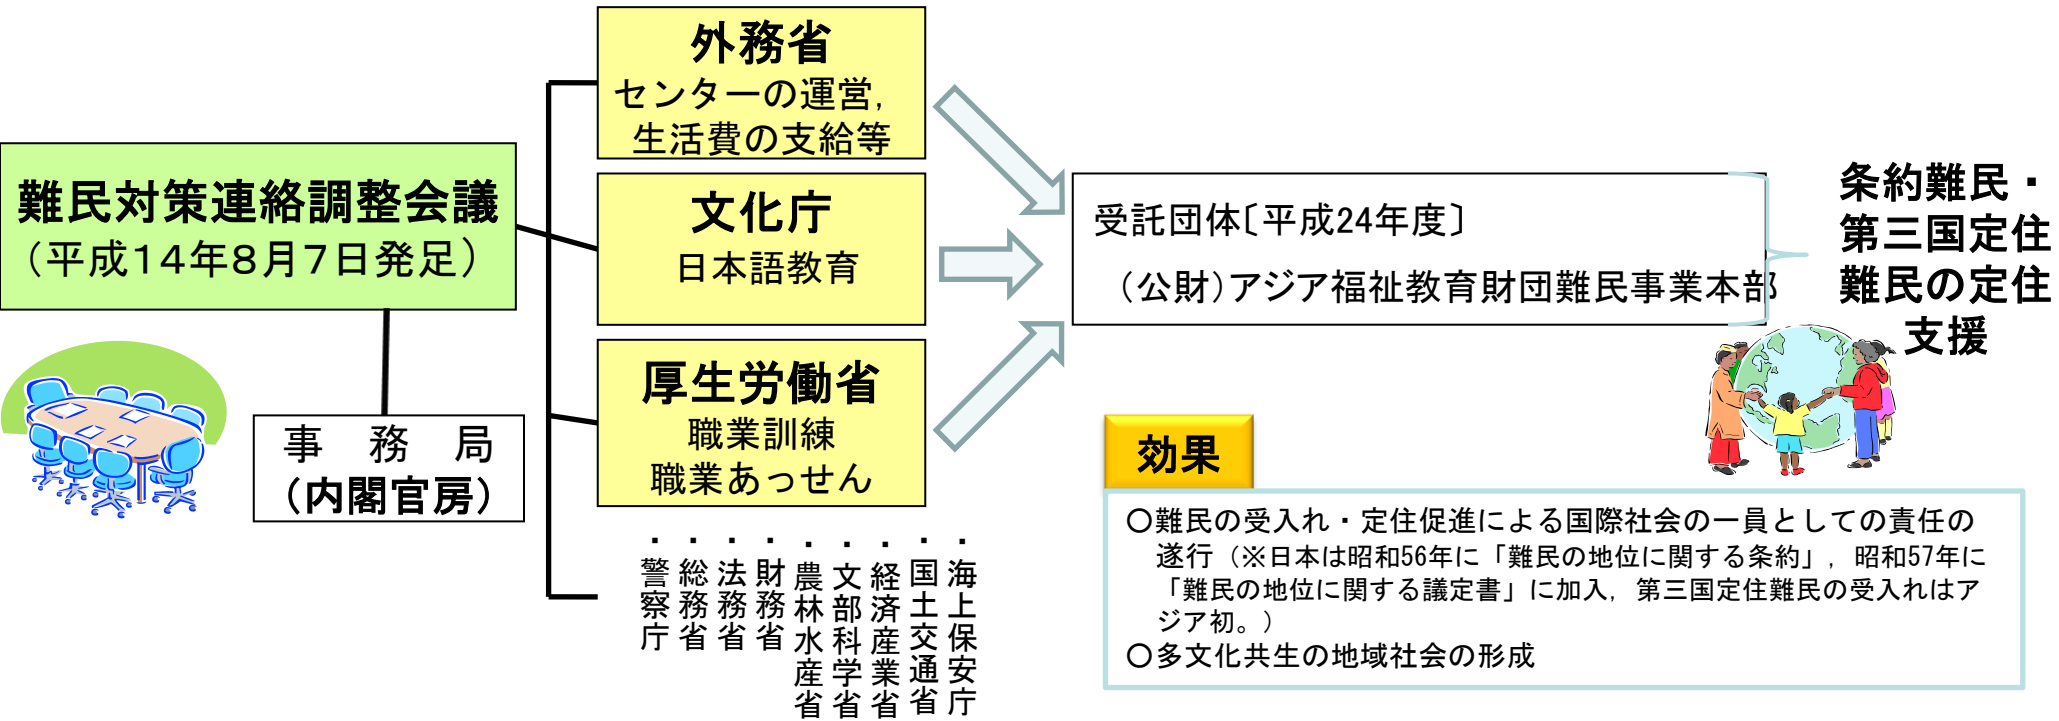 難民対策連絡調整会議
（平成14年8月7日発足）
事　務　局
（内閣官房）
外務省
センターの運営，
生活費の支給等
文化庁
日本語教育
厚生労働省
職業訓練
職業あっせん
・警察庁
・総務省
・法務省
・財務省
・農林水産省
・文部科学省
・経済産業省
・国土交通省
・海上保安庁
受託団体〔平成24年度〕
（公財）アジア福祉教育財団難民事業本部
条約難民・
第三国定住
難民の定住
支援
効果
〇難民の受入れ・定住促進による国際社会の一員としての責任の
遂行（※日本は昭和56年に「難民の地位に関する条約」，昭和57年に
「難民の地位に関する議定書」に加入，第三国定住難民の受入れはア
ジア初。）
〇多文化共生の地域社会の形成